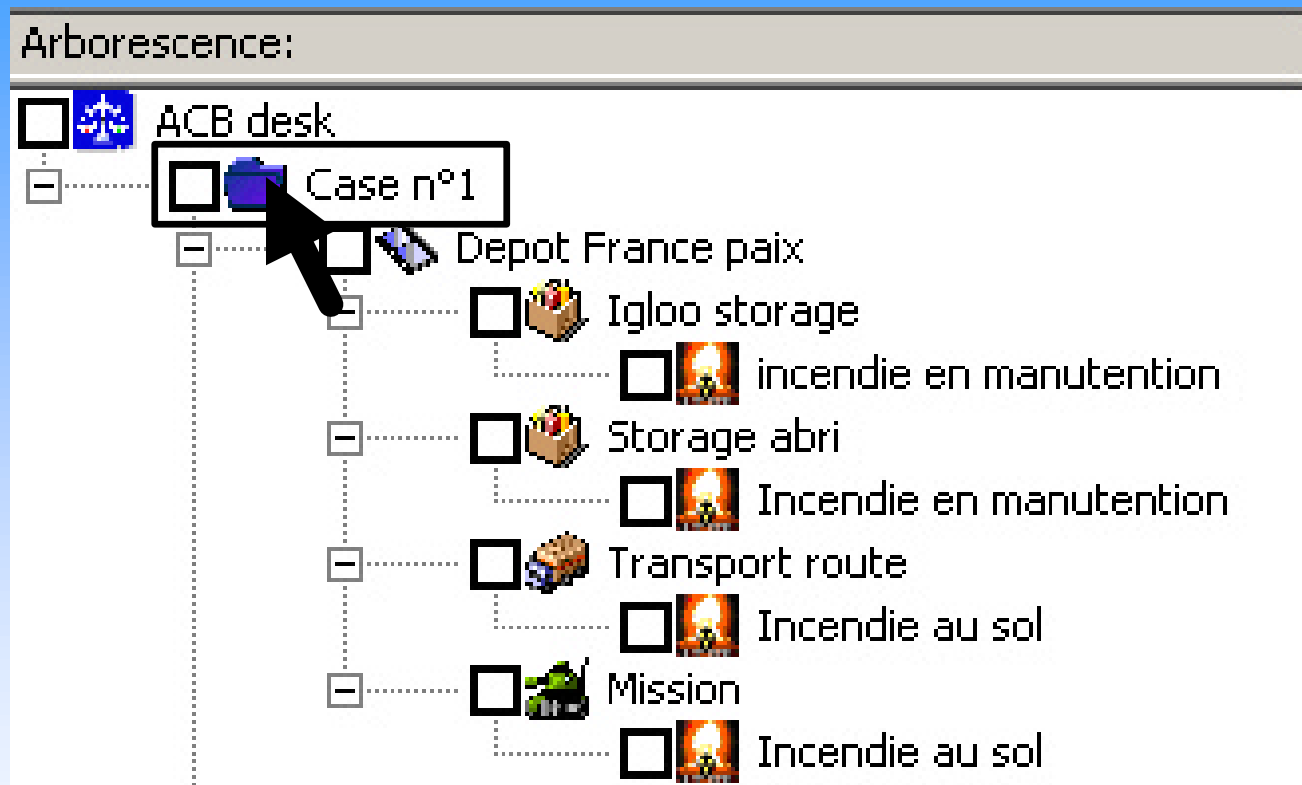 Arborescence:
ACB desk
Case n°1
Depot France paix
Igloo storage
incendie en manutention
Storage abri
Incendie en manutention
Transport route
Incendie au sol
Mission
Incendie au sol